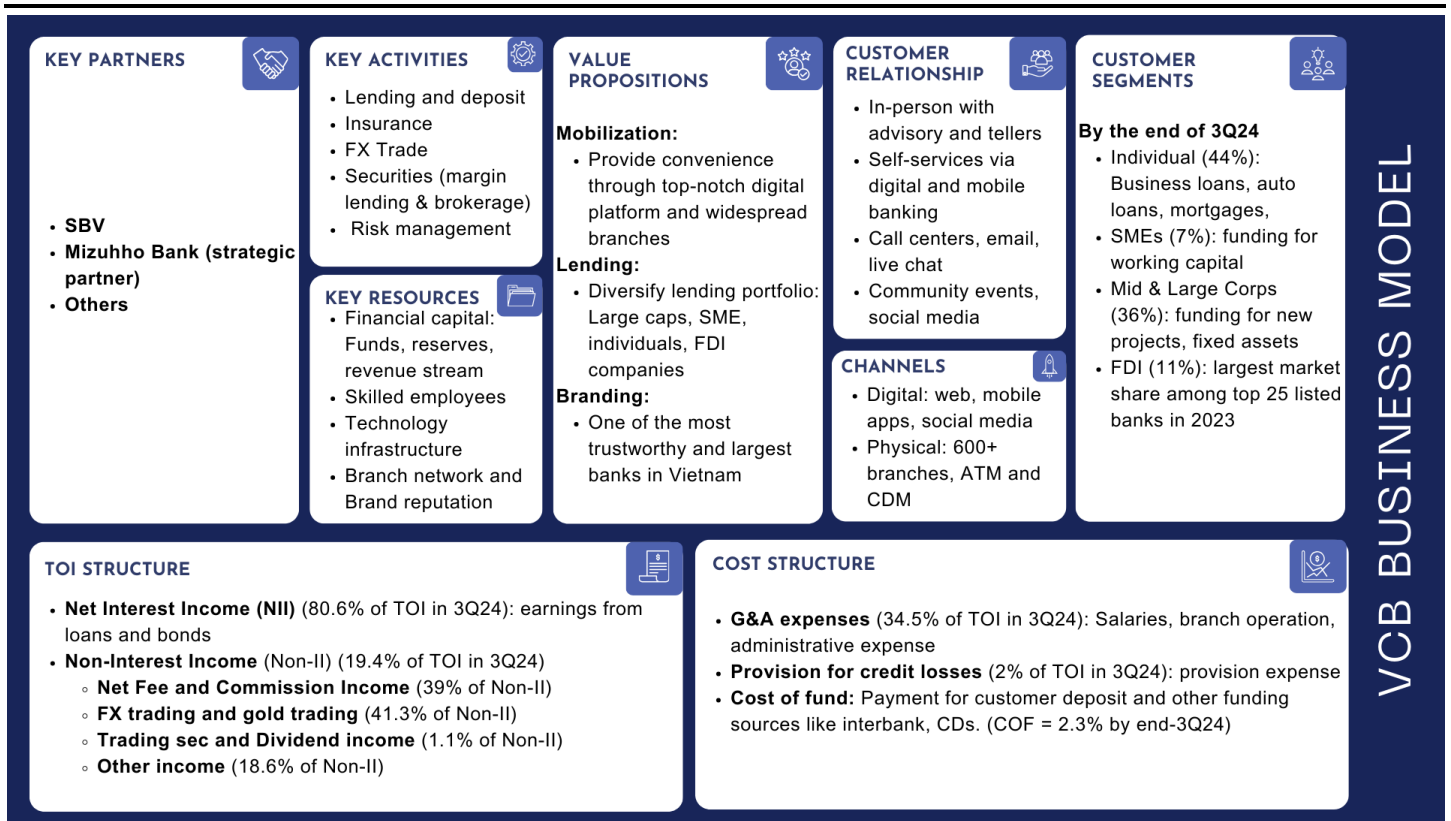 KEY PARTNERS
• SBV
• Mizuhho Bank (strategic
partner)
• Others
KEY ACTIVITIES
• Lending and deposit
• Insurance
• FX Trade
• Securities (margin
lending & brokerage)
• Risk management
KEY RESOURCES
• Financial capital:
Funds, reserves,
revenue stream
• Skilled employees
• Technology
infrastructure
• Branch network and
Brand reputation
VALUE
PROPOSITIONS
Mobilization:
• Provide convenience
through top-notch digital
platform and widespread
branches
Lending:
• Diversify lending portfolio:
Large caps, SME,
individuals, FDI
companies
Branding:
• One of the most
trustworthy and largest
banks in Vietnam
CUSTOMER
RELATIONSHIP
• In-person with
advisory and tellers
• Self-services via
digital and mobile
banking
• Call centers, email,
live chat
• Community events,
social media
CHANNELS
• Digital: web, mobile
apps, social media
• Physical: 600+
branches, ATM and
CDM
CUSTOMER
SEGMENTS
By the end of 3Q24
• Individual (44%):
Business loans, auto
loans, mortgages,
• SMEs (7%): funding for
working capital
• Mid & Large Corps
(36%): funding for new
projects, fixed assets
• FDI (11%): largest market
share among top 25 listed
banks in 2023
TOI STRUCTURE
• Net Interest Income (NII) (80.6% of TOI in 3Q24): earnings from
loans and bonds
• Non-Interest Income (Non-II) (19.4% of TOI in 3Q24)
◦ Net Fee and Commission Income (39% of Non-II)
◦ FX trading and gold trading (41.3% of Non-II)
◦ Trading sec and Dividend income (1.1% of Non-II)
◦ Other income (18.6% of Non-II)
COST STRUCTURE
• G&A expenses (34.5% of TOI in 3Q24): Salaries, branch operation,
administrative expense
• Provision for credit losses (2% of TOI in 3Q24): provision expense
• Cost of fund: Payment for customer deposit and other funding
sources like interbank, CDs. (COF = 2.3% by end-3Q24)
VCB BUSINESS MODEL